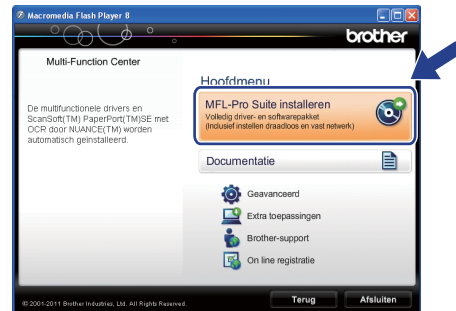 Macromedia Flash Player 8
brother
Multi-Function Center
De multifunctionele drivers en
ScanSoft(TM) PaperPort(TM)SE met
OCR door NUANCE(TM) worden
automatisch geïnstalleerd.
Hoofdmenu
MFL-Pro Suite installeren
Volledig driver- en softwarepakket
(Inclusief instellen draadloos en vast netwerk)
Documentatie
Geavanceerd
Extra toepassingen
Brother-support
On line registratie
© 2001-2011 Brother Industries, Ltd. All Rights Reserved.
Terug
Afsluiten